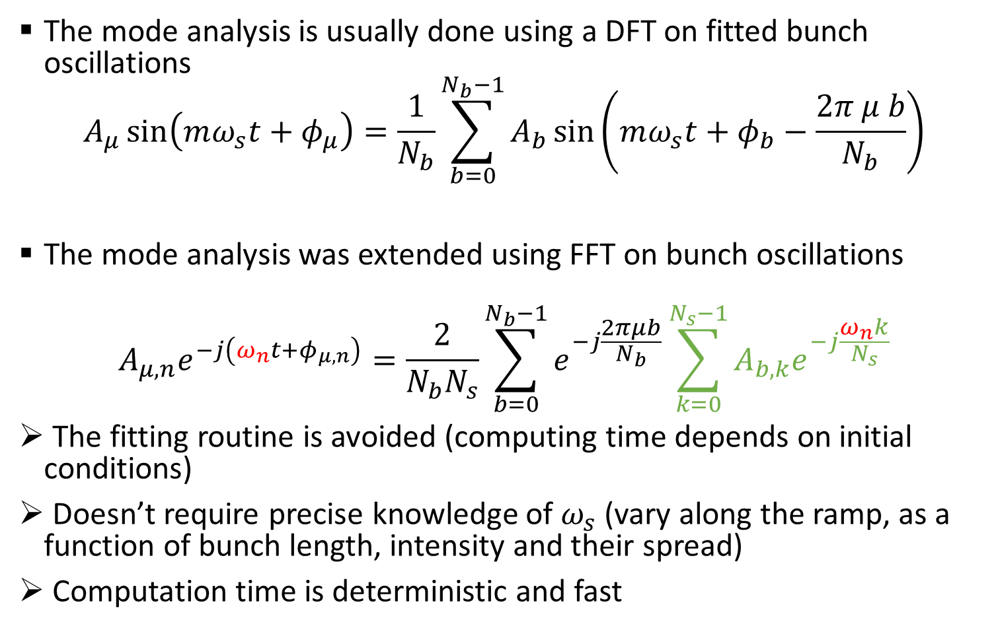 ▪ The mode analysis is usually done using a DFT on fitted bunch
oscillations
$A_\mu \sin(m\omega_s t + \phi_\mu) = \frac{1}{N_b} \sum_{b=0}^{N_b-1} A_b \sin\left(m\omega_s t + \phi_b - \frac{2\pi\,\mu\,b}{N_b}\right)$
▪ The mode analysis was extended using FFT on bunch oscillations
$A_{\mu,n} e^{-j(\omega_n t+\phi_{\mu,n})} = \frac{2}{N_b N_s} \sum_{b=0}^{N_b-1} e^{-j\frac{2\pi\mu b}{N_b}} \sum_{k=0}^{N_s-1} A_{b,k} e^{-j\frac{\omega_n k}{N_s}}$
➢ The fitting routine is avoided (computing time depends on initial
conditions)
➢ Doesn’t require precise knowledge of $\omega_s$ (vary along the ramp, as a
function of bunch length, intensity and their spread)
➢ Computation time is deterministic and fast